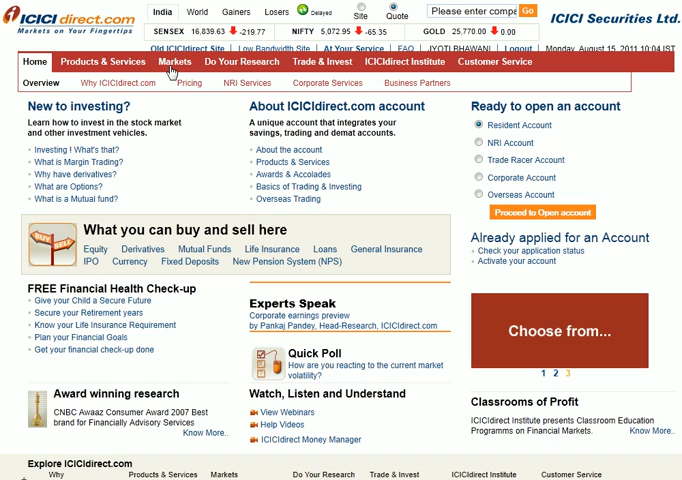 ICICI direct.com
Markets on your Fingertips
India World Gainers Losers Delayed Site Quote Please enter compa Go
SENSEX 16,839.63 -219.77 NIFTY 5,072.95 -65.35 GOLD 25,770.00 0.00
ICICI Securities Ltd.
Old ICICIdirect Site | Low Bandwidth Site | At Your Service | FAQ JYOTI BHAWANI Logout Monday, August 15, 2011 10:04 IST
Home Products & Services Markets Do Your Research Trade & Invest ICICIdirect Institute Customer Service
Overview Why ICICIdirect.com Pricing NRI Services Corporate Services Business Partners
New to investing?
Learn how to invest in the stock market
and other investment vehicles.
Investing ! What's that?
What is Margin Trading?
Why have derivatives?
What are Options?
What is a Mutual fund?
About ICICIdirect.com account
A unique account that integrates your
savings, trading and demat accounts.
About the account
Products & Services
Awards & Accolades
Basics of Trading & Investing
Overseas Trading
Ready to open an account
Resident Account
NRI Account
Trade Racer Account
Corporate Account
Overseas Account
Proceed to Open account
What you can buy and sell here
Equity Derivatives Mutual Funds Life Insurance Loans General Insurance
IPO Currency Fixed Deposits New Pension System (NPS)
BUY
SELL
Already applied for an Account
Check your application status
Activate your account
FREE Financial Health Check-up
Give your Child a Secure Future
Secure your Retirement years
Know your Life Insurance Requirement
Plan your Financial Goals
Get your financial check-up done
Experts Speak
Corporate earnings preview
by Pankaj Pandey, Head-Research, ICICIdirect.com
Quick Poll
How are you reacting to the current market
volatility?
Choose from...
1 2 3
Award winning research
CNBC Awaaz Consumer Award 2007 Best
brand for Financially Advisory Services
Know More..
Watch, Listen and Understand
View Webinars
Help Videos
ICICIdirect Money Manager
Classrooms of Profit
ICICIdirect Institute presents Classroom Education
Programs on Financial Markets.
Know More..
Explore ICICIdirect.com
Why Products & Services Markets Do Your Research Trade & Invest ICICIdirect Institute Customer Service